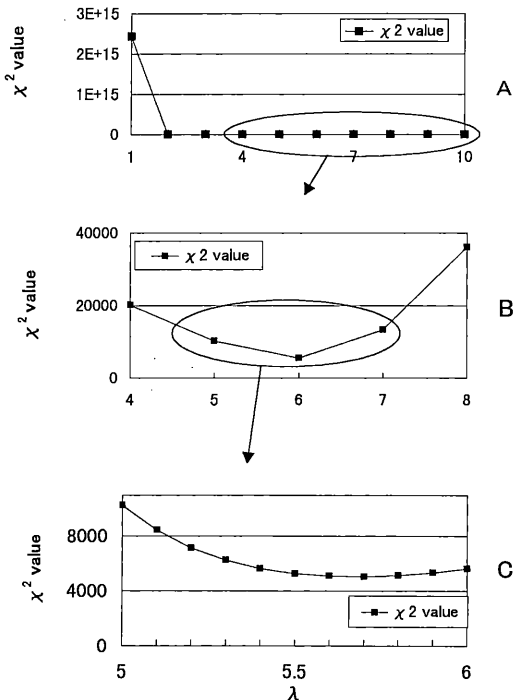 3E+15
2E+15
1E+15
0
χ² value
χ 2 value
1 4 7 10
A
40000
20000
0
χ² value
χ 2 value
4 5 6 7 8
B
8000
4000
0
χ² value
χ 2 value
5 5.5 6
λ
C